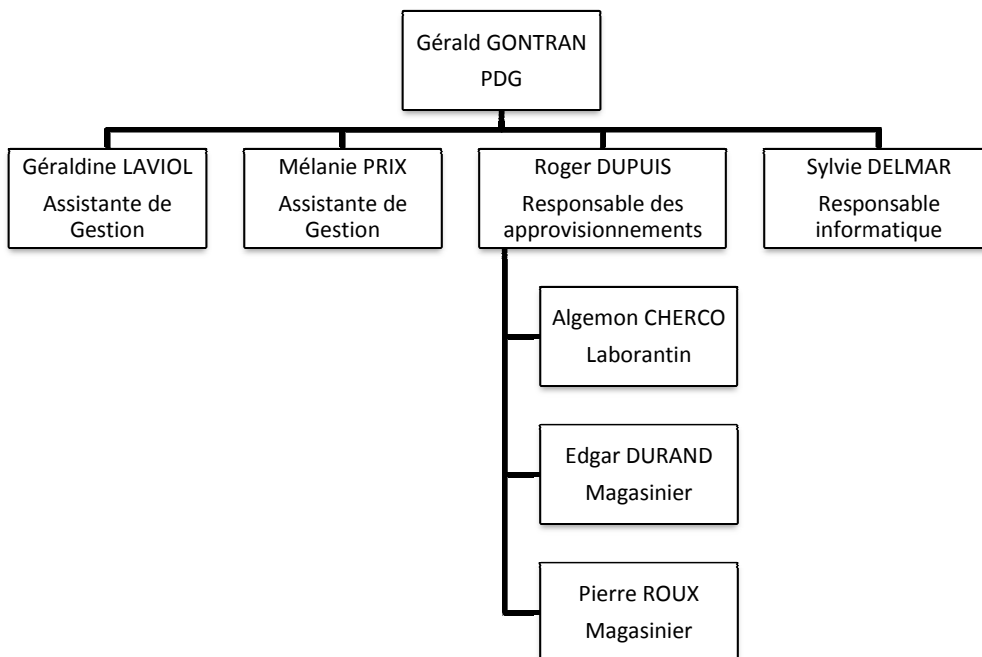 Gérald GONTRAN
PDG
Géraldine LAVIOL
Assistante de
Gestion
Mélanie PRIX
Assistante de
Gestion
Roger DUPUIS
Responsable des
approvisionnements
Sylvie DELMAR
Responsable
informatique
Algemon CHERCO
Laborantin
Edgar DURAND
Magasinier
Pierre ROUX
Magasinier